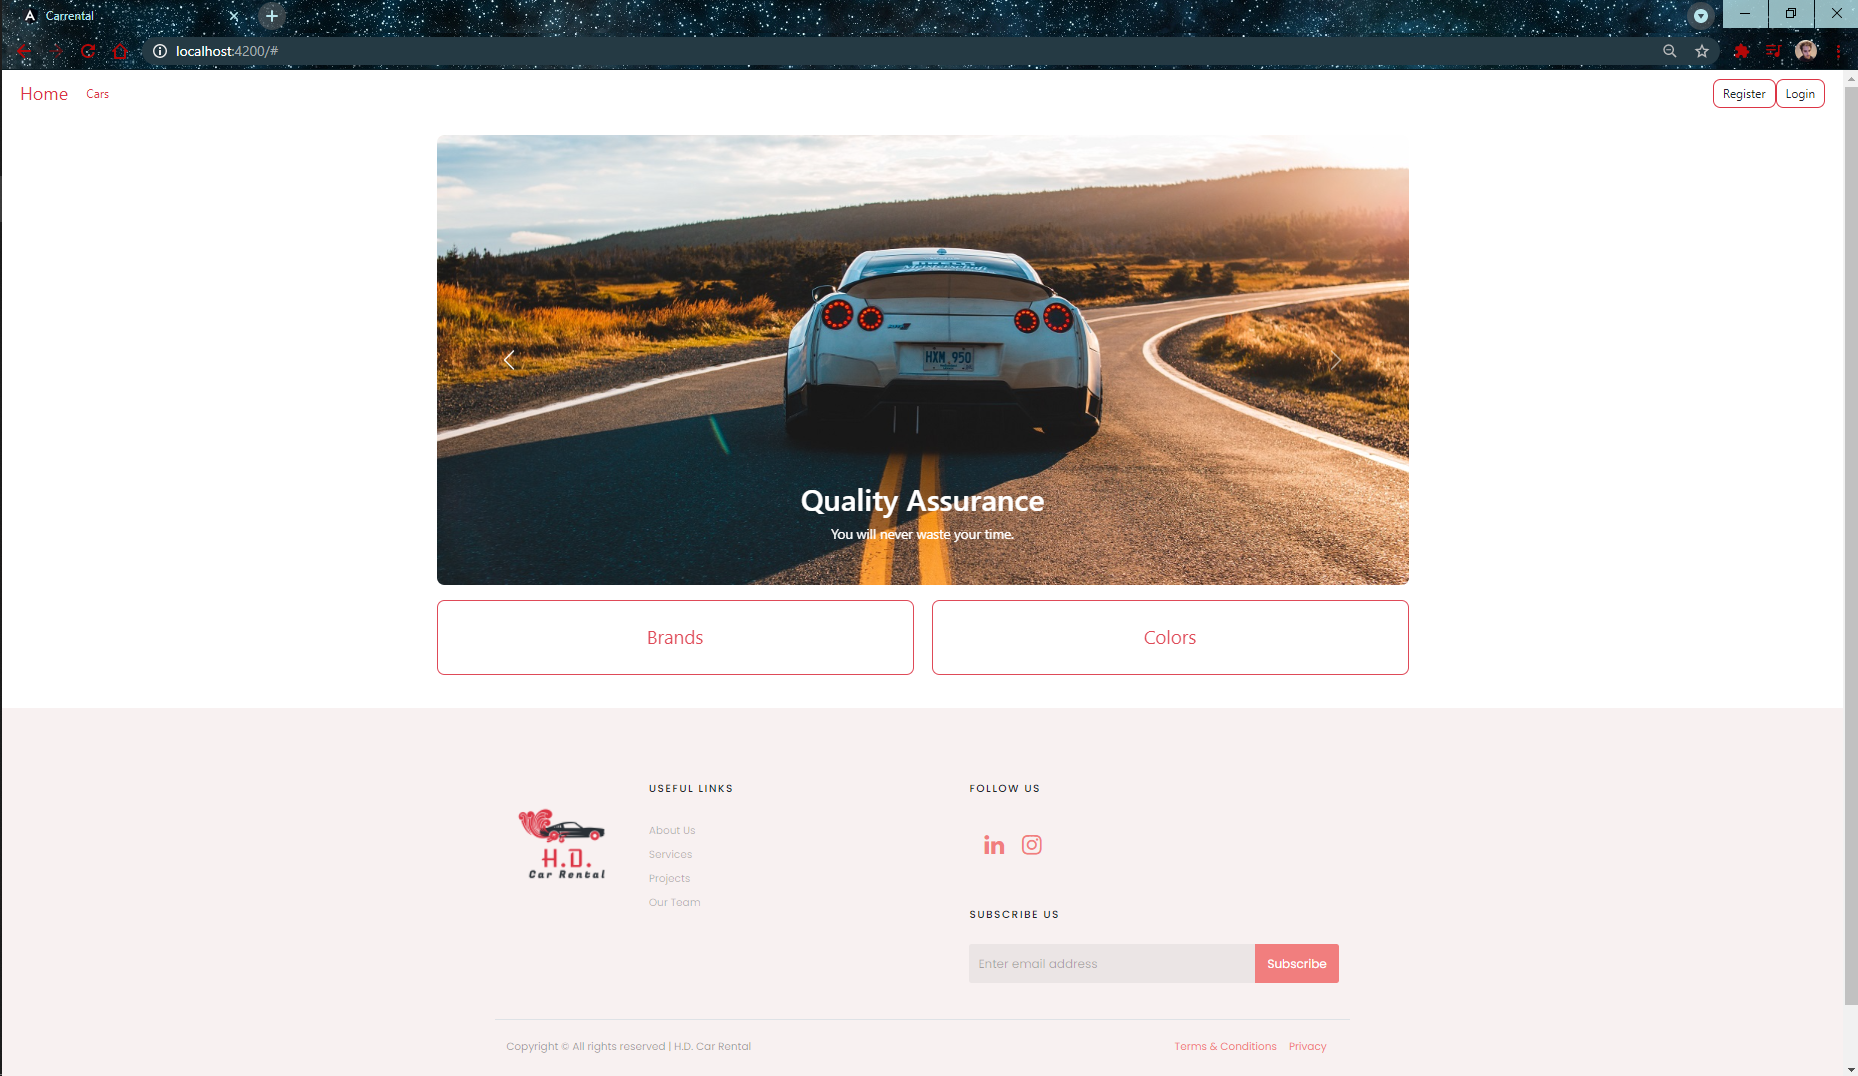 Carrental
localhost:4200/#
Home
Cars
Register
Login
PIRELLI
HXM 950
Quality Assurance
You will never waste your time.
Brands
Colors
USEFUL LINKS
About Us
Services
Projects
Our Team
H.D.
Car Rental
FOLLOW US
in
SUBSCRIBE US
Enter email address
Subscribe
Copyright © All rights reserved | H.D. Car Rental
Terms & Conditions
Privacy